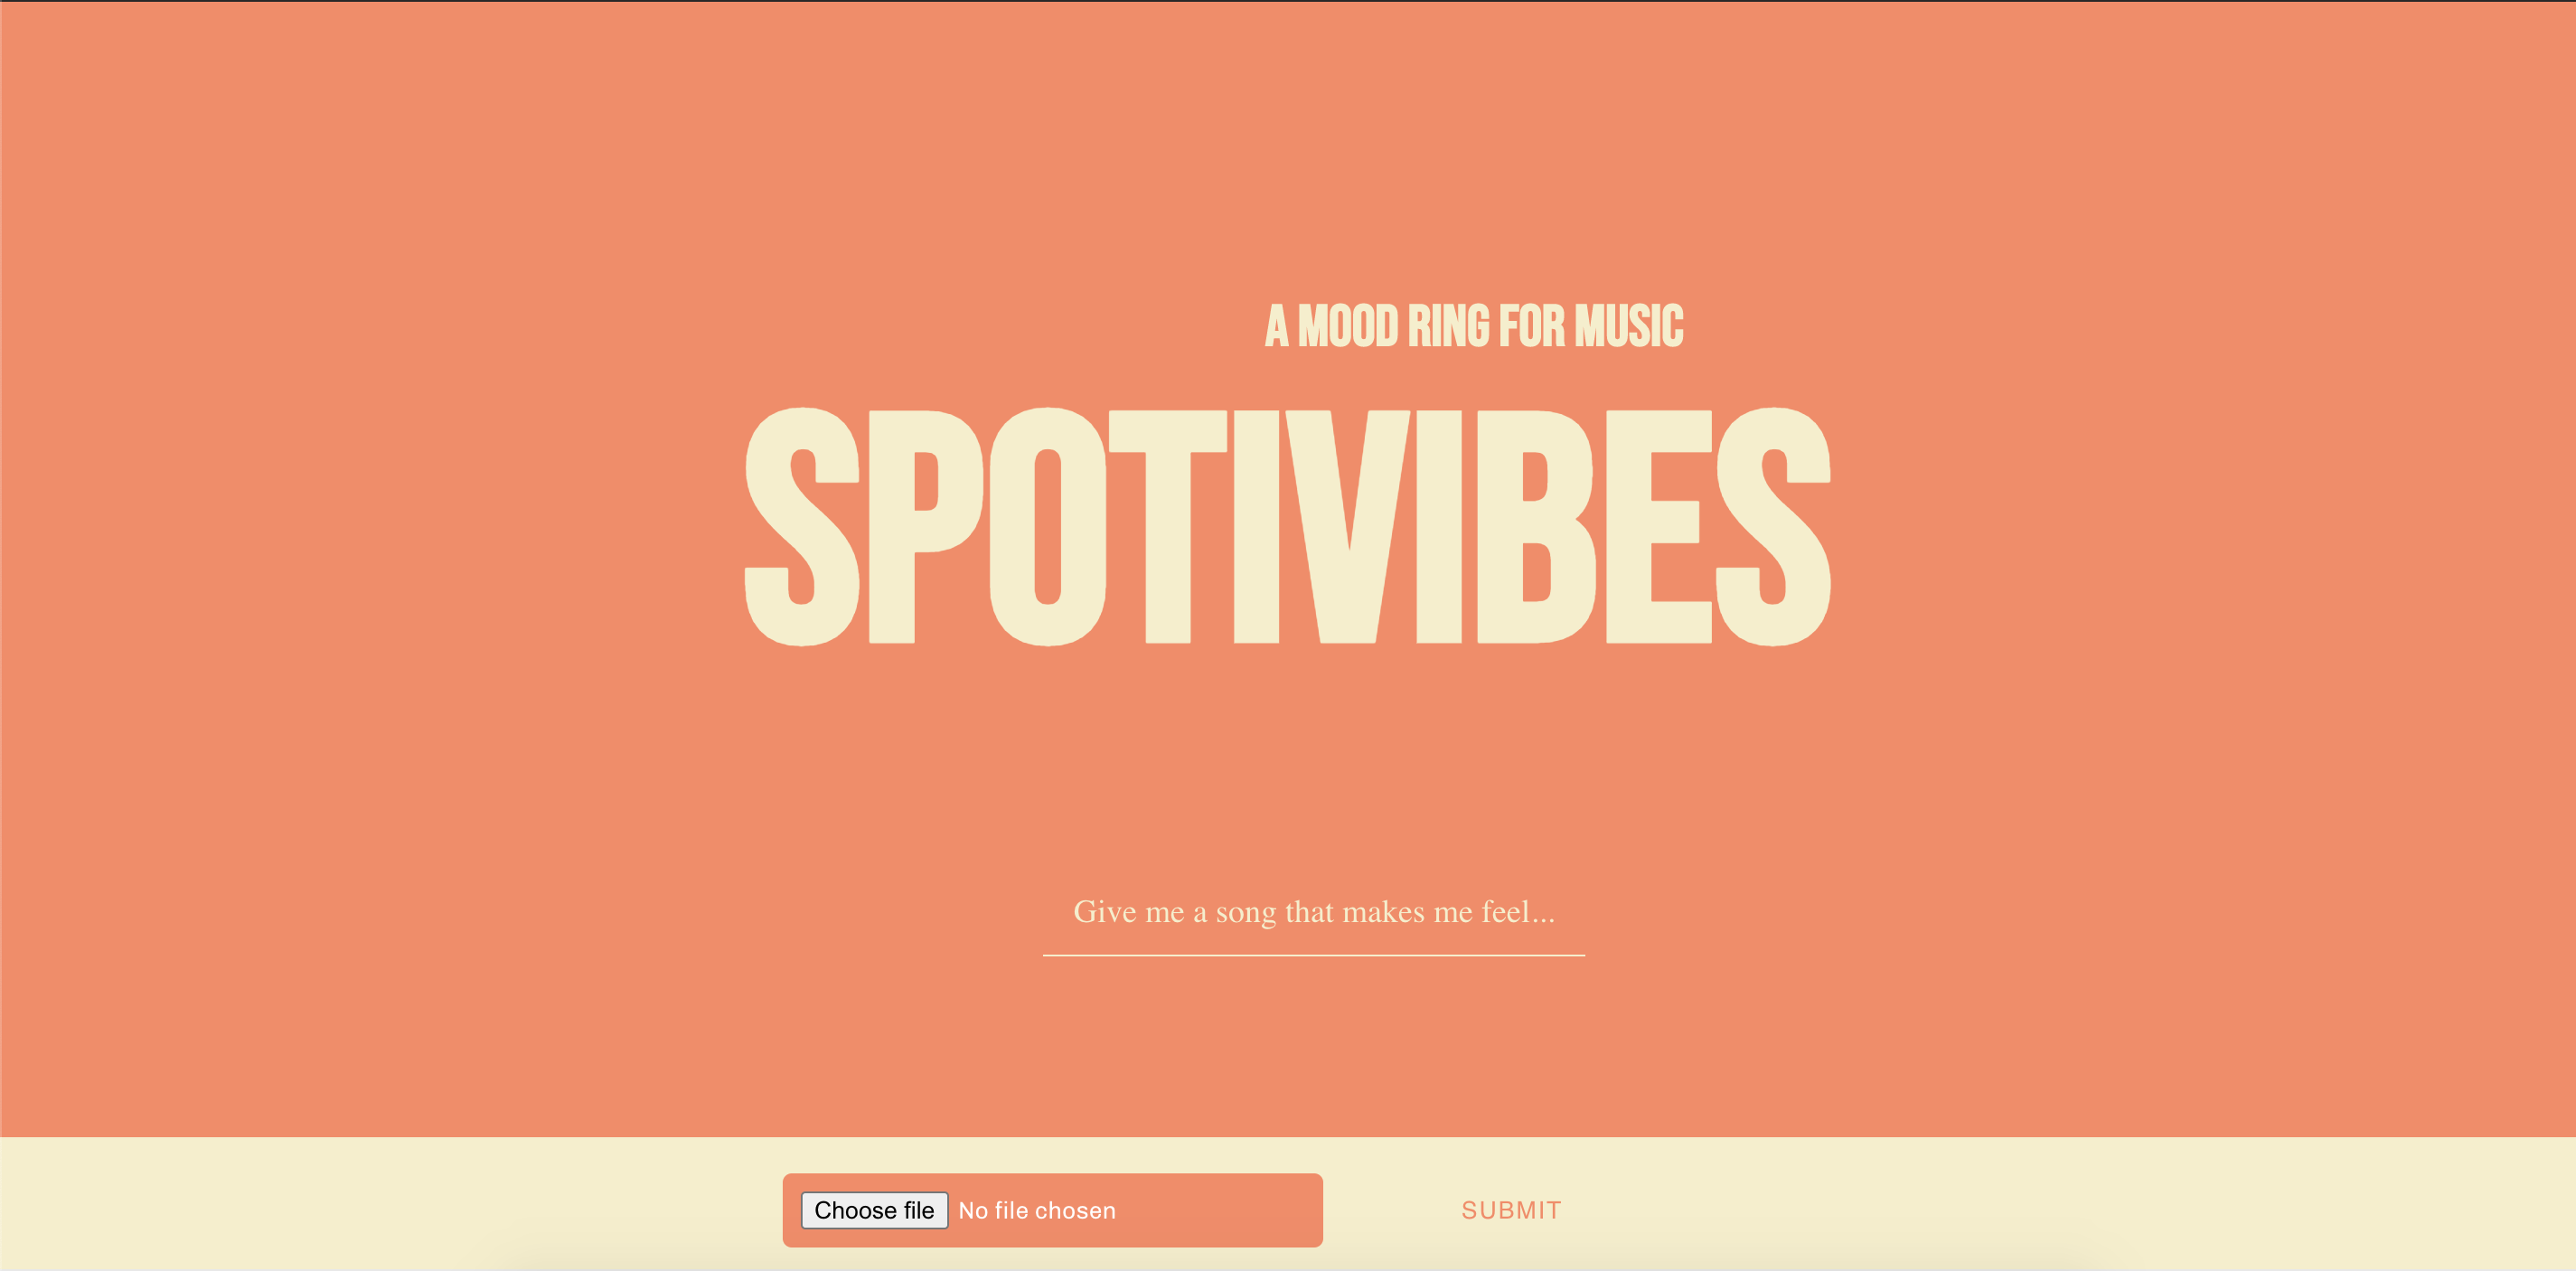 A MOOD RING FOR MUSIC
SPOTIVIBES
Give me a song that makes me feel...
Choose file No file chosen
SUBMIT